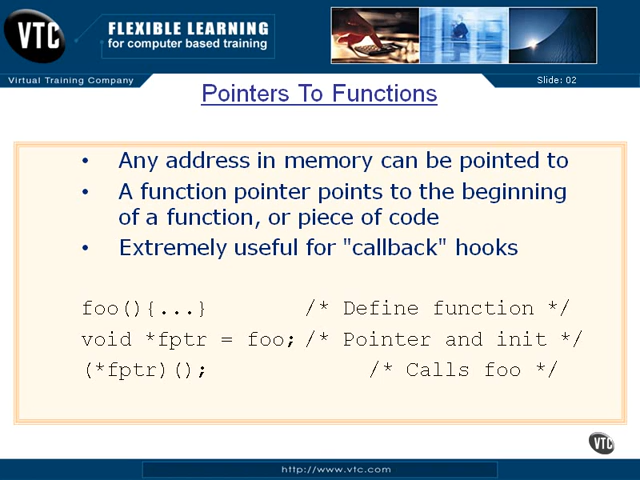 VTC
FLEXIBLE LEARNING
for computer based training
Virtual Training Company
Slide: 02
Pointers To Functions
• Any address in memory can be pointed to
• A function pointer points to the beginning
of a function, or piece of code
• Extremely useful for "callback" hooks
foo(){...} /* Define function */
void *fptr = foo; /* Pointer and init */
(*fptr)(); /* Calls foo */
VTC
http://www.vtc.com